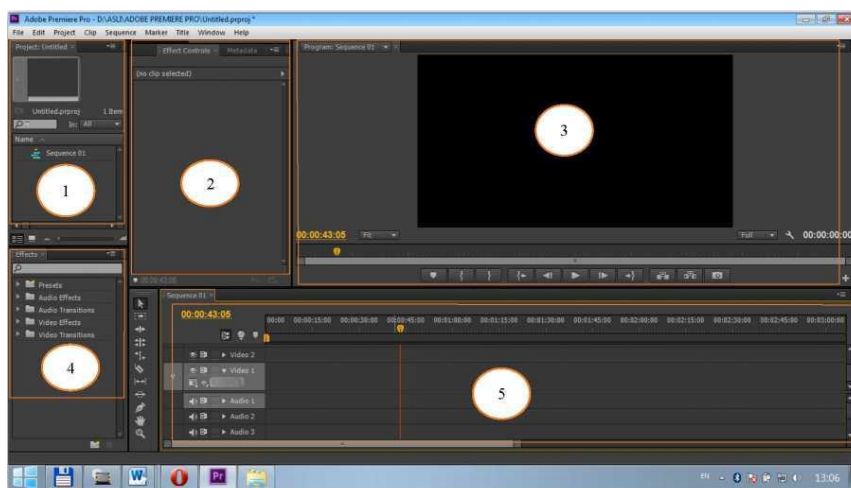 Adobe Premiere Pro - D:\ASLI\ADOBE PREMIERE PRO\Untitled.prproj *
File Edit Project Clip Sequence Marker Title Window Help
Project: Untitled
Untitled.prproj 1 Item
In: All
Name
Sequence 01
1
Effect Controls Metadata
(no clip selected)
2
00:00:43:05
Program: Sequence 01
3
00:00:43:05 Fit Full 00:00:00:00
Effects
Presets
Audio Effects
Audio Transitions
Video Effects
Video Transitions
4
Sequence 01
00:00:43:05
00:00 00:00:15:00 00:00:30:00 00:00:45:00 00:01:00:00 00:01:15:00 00:01:30:00 00:01:45:00 00:02:00:00 00:02:15:00 00:02:30:00 00:02:45:00 00:03:00:00
Video 2
Video 1
Audio 1
Audio 2
Audio 3
5
W Pr EN 13:06